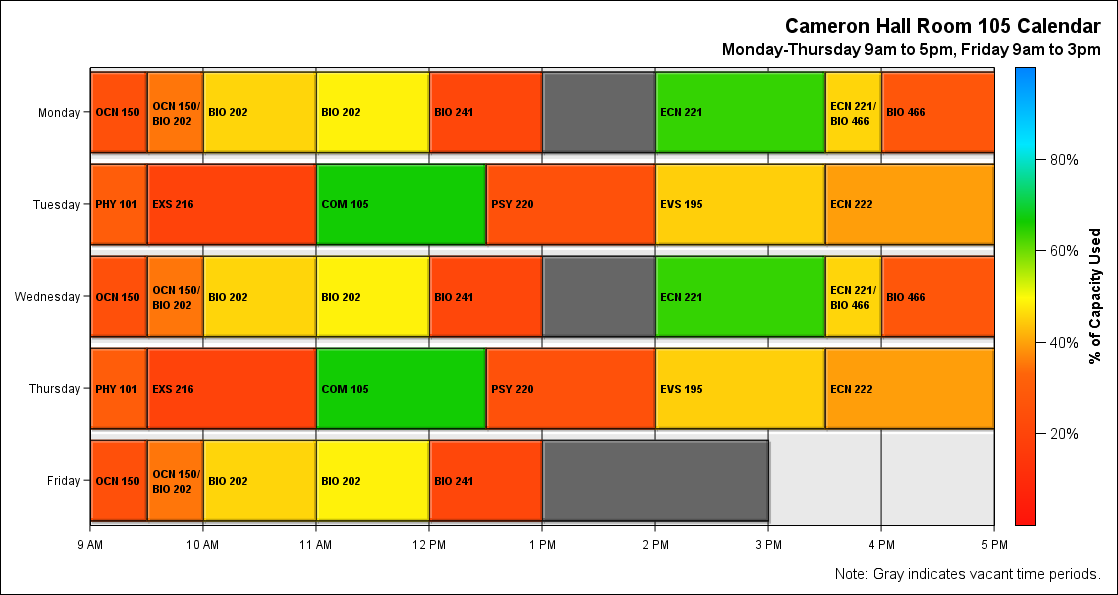 Cameron Hall Room 105 Calendar
Monday-Thursday 9am to 5pm, Friday 9am to 3pm
Monday
OCN 150
OCN 150/
BIO 202
BIO 202
BIO 202
BIO 241
ECN 221
ECN 221/
BIO 466
BIO 466
Tuesday
PHY 101
EXS 216
COM 105
PSY 220
EVS 195
ECN 222
Wednesday
OCN 150
OCN 150/
BIO 202
BIO 202
BIO 202
BIO 241
ECN 221
ECN 221/
BIO 466
BIO 466
Thursday
PHY 101
EXS 216
COM 105
PSY 220
EVS 195
ECN 222
Friday
OCN 150
OCN 150/
BIO 202
BIO 202
BIO 202
BIO 241
9 AM
10 AM
11 AM
12 PM
1 PM
2 PM
3 PM
4 PM
5 PM
80%
60%
40%
20%
% of Capacity Used
Note: Gray indicates vacant time periods.